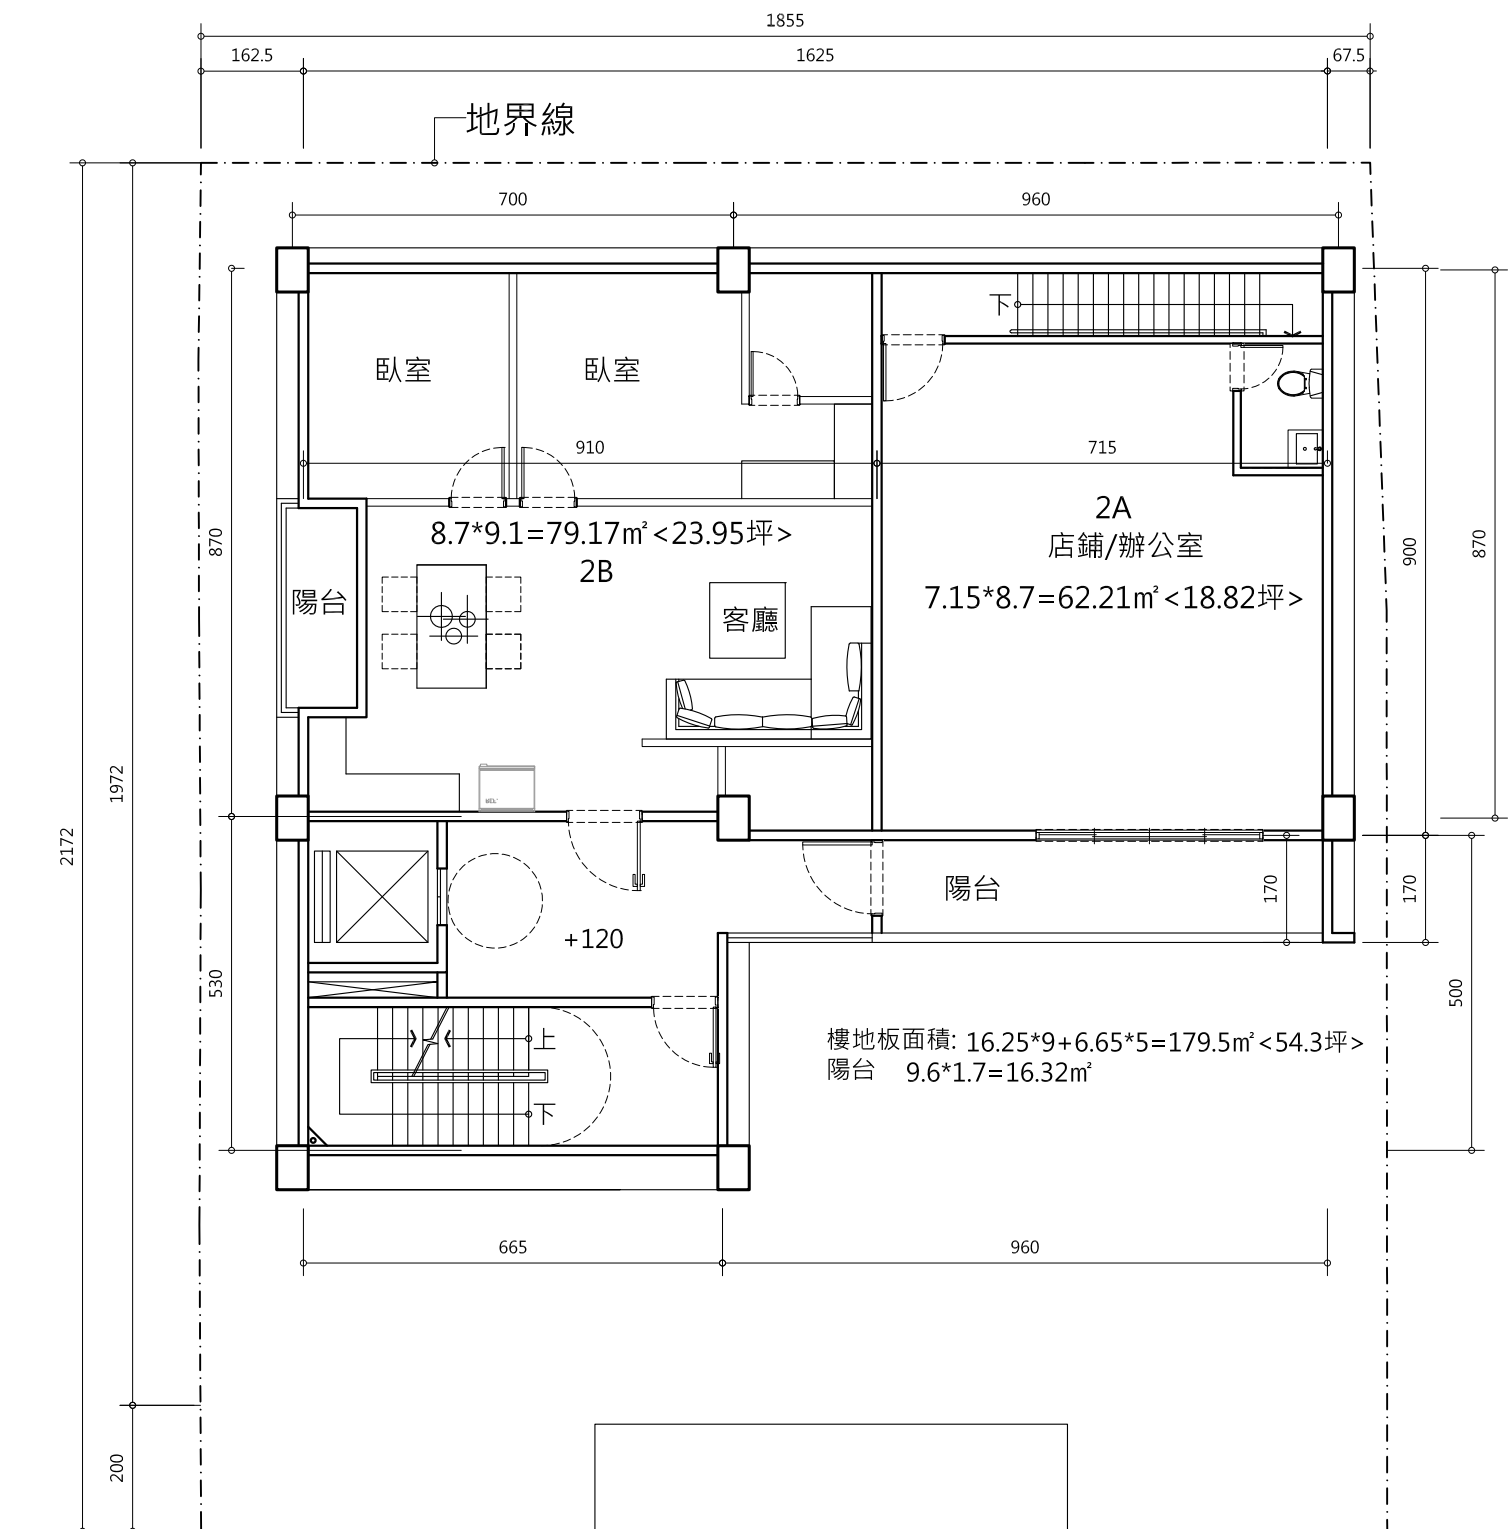 1855
162.5
1625
67.5
地界線
700
960
下
臥室
臥室
910
715
2A
店鋪/辦公室
8.7*9.1=79.17㎡<23.95坪>
2B
7.15*8.7=62.21㎡<18.82坪>
870
900
870
陽台
客廳
1972
2172
REF.
陽台
170
170
+120
530
500
上
下
樓地板面積: 16.25*9+6.65*5=179.5㎡<54.3坪>
陽台 9.6*1.7=16.32㎡
665
960
200